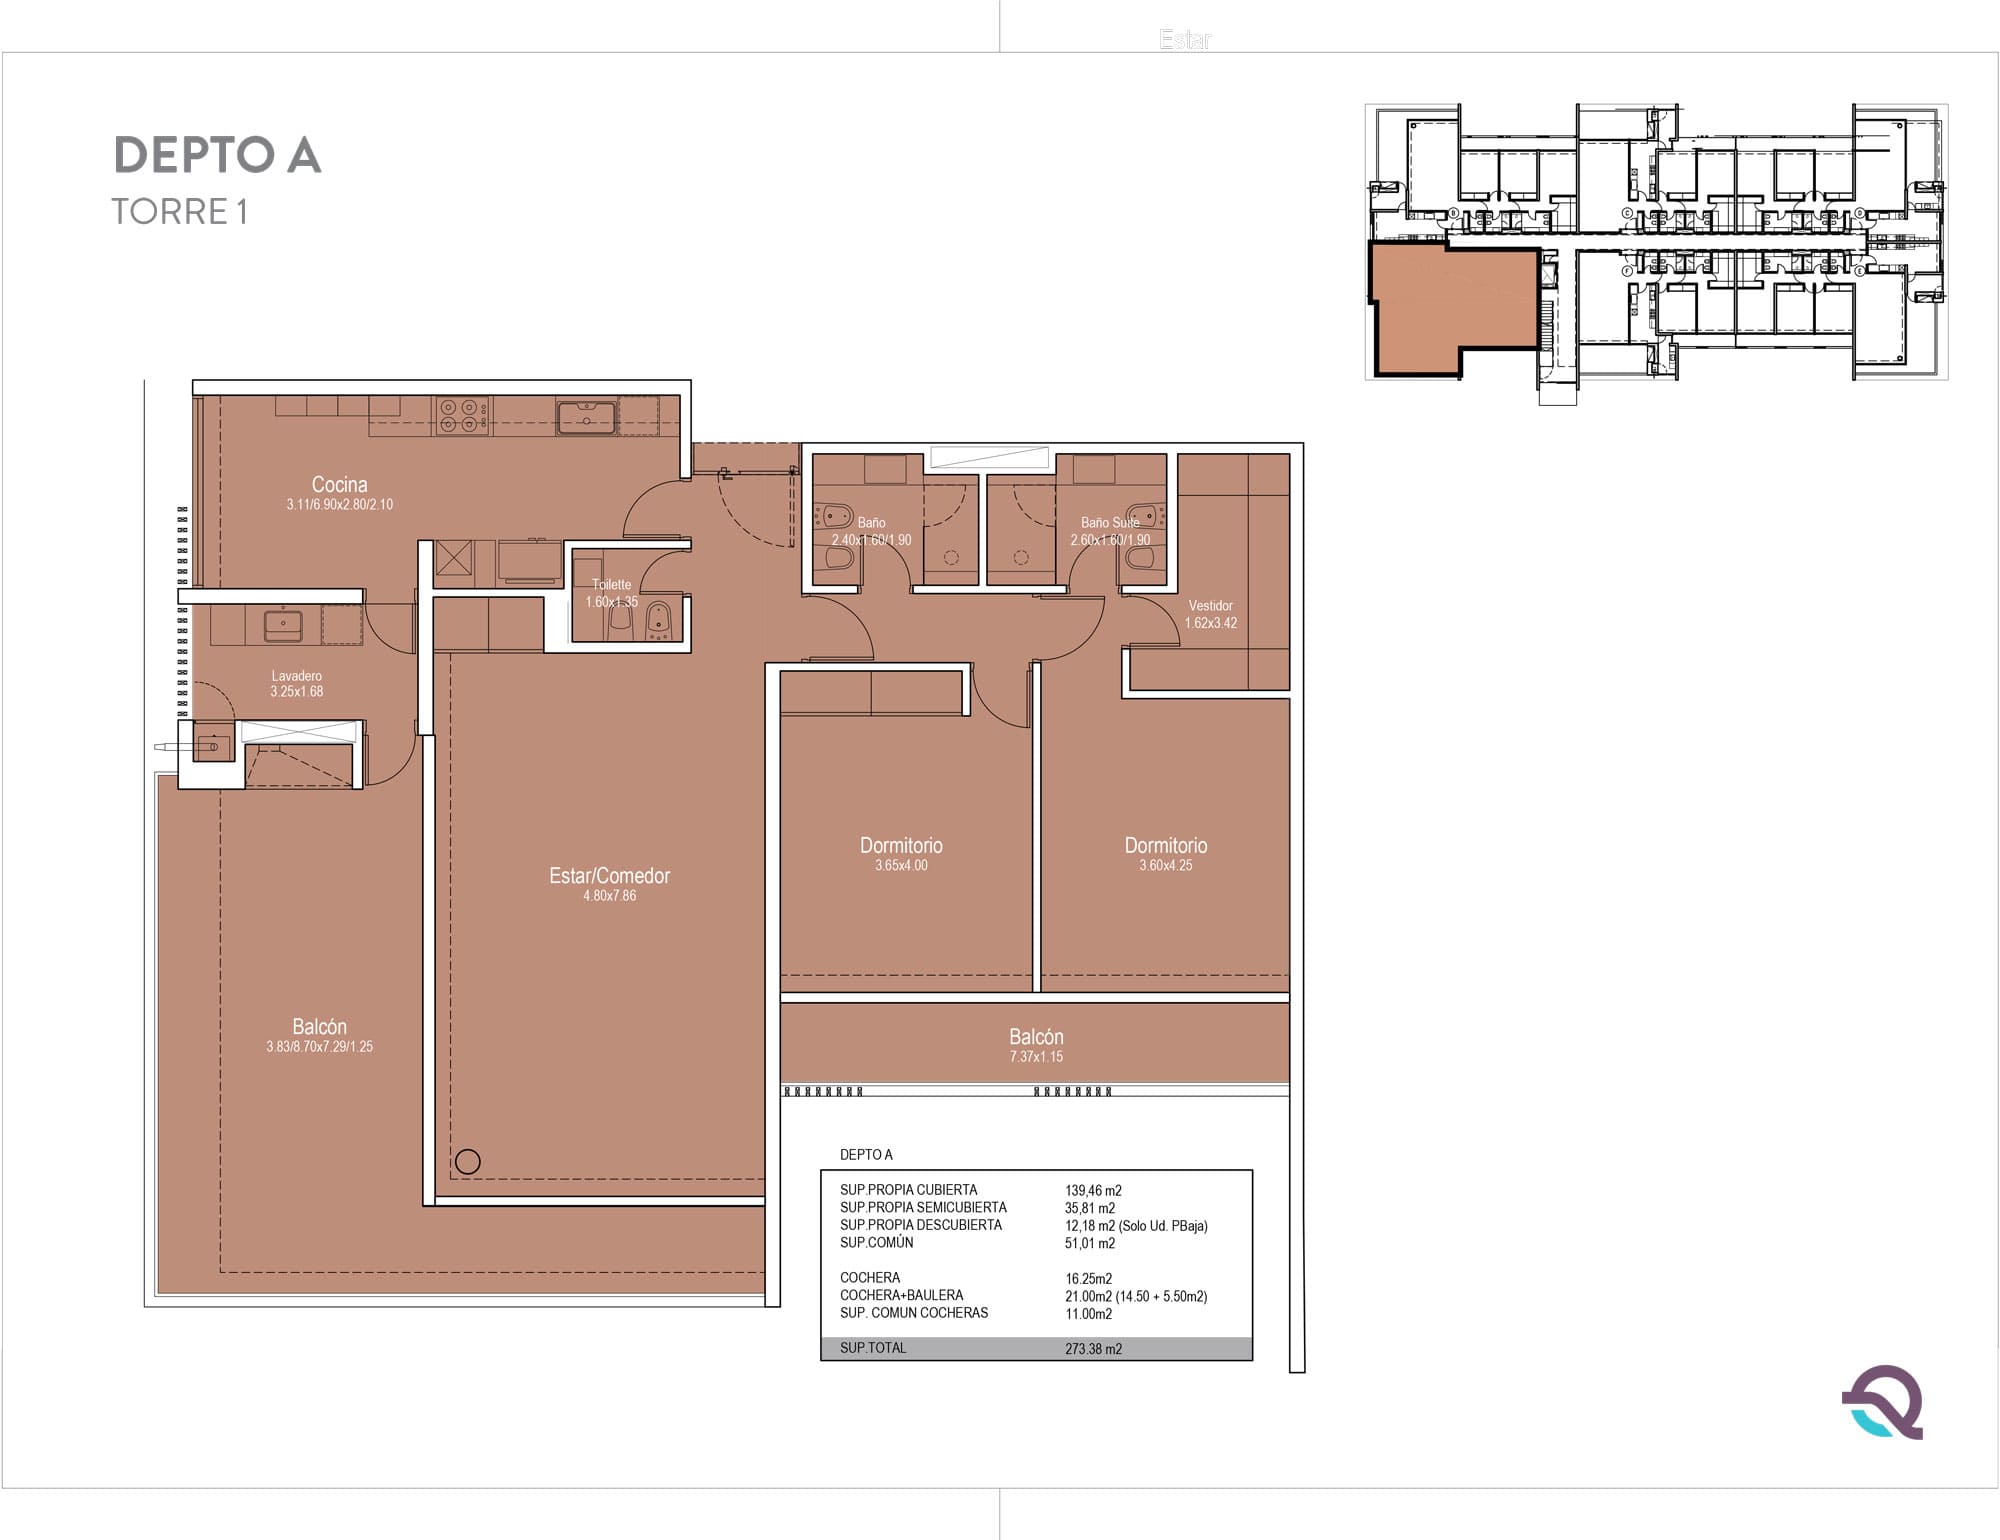 Estar
DEPTO A
TORRE 1
B
C
D
F
E
Cocina
3.11/6.90x2.80/2.10
Baño
2.40x1.60/1.90
Baño Suite
2.60x1.60/1.90
Toilette
1.60x1.35
Vestidor
1.62x3.42
Lavadero
3.25x1.68
Dormitorio
3.65x4.00
Dormitorio
3.60x4.25
Estar/Comedor
4.80x7.86
Balcón
3.83/8.70x7.29/1.25
Balcón
7.37x1.15
DEPTO A
SUP.PROPIA CUBIERTA 139,46 m2
SUP.PROPIA SEMICUBIERTA 35,81 m2
SUP.PROPIA DESCUBIERTA 12,18 m2 (Solo Ud. PBaja)
SUP.COMÚN 51,01 m2
COCHERA 16.25m2
COCHERA+BAULERA 21.00m2 (14.50 + 5.50m2)
SUP. COMUN COCHERAS 11.00m2
SUP.TOTAL 273.38 m2